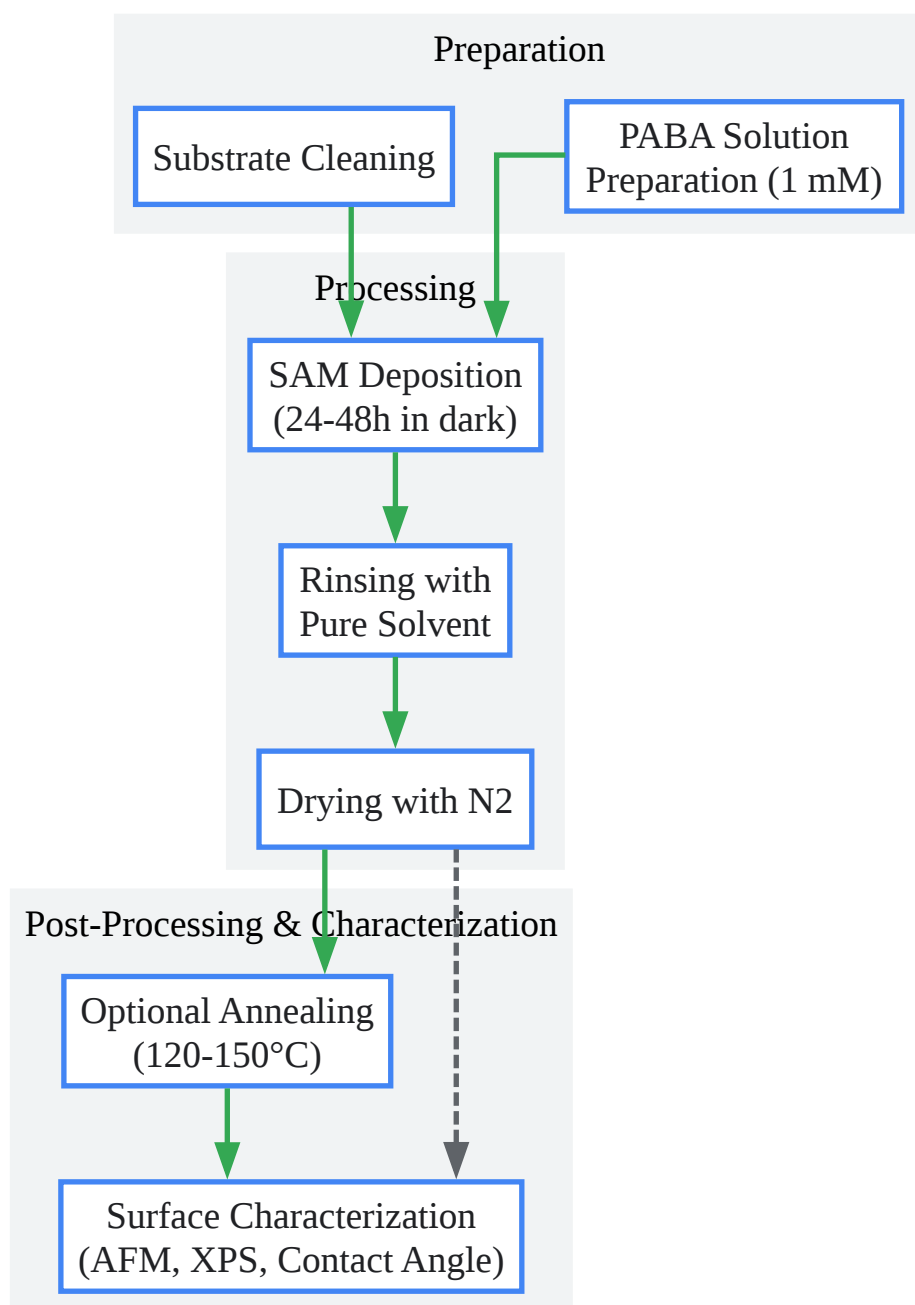 Preparation
Substrate Cleaning
PABA Solution
Preparation (1 mM)
Processing
SAM Deposition
(24-48h in dark)
Rinsing with
Pure Solvent
Drying with N2
Post-Processing & Characterization
Optional Annealing
(120-150°C)
Surface Characterization
(AFM, XPS, Contact Angle)